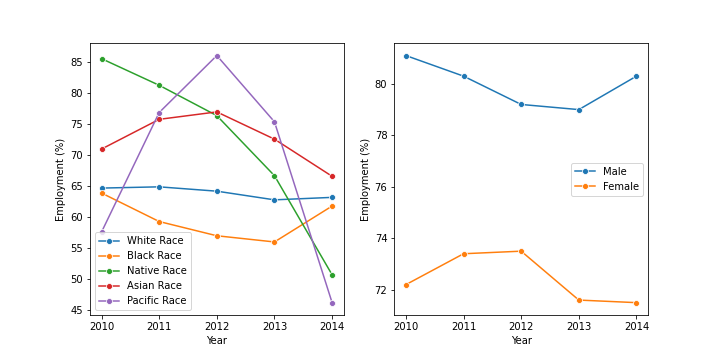 85
80
75
70
65
60
55
50
45
Employment (%)
White Race
Black Race
Native Race
Asian Race
Pacific Race
2010 2011 2012 2013 2014
Year
80
78
76
74
72
Employment (%)
Male
Female
2010 2011 2012 2013 2014
Year